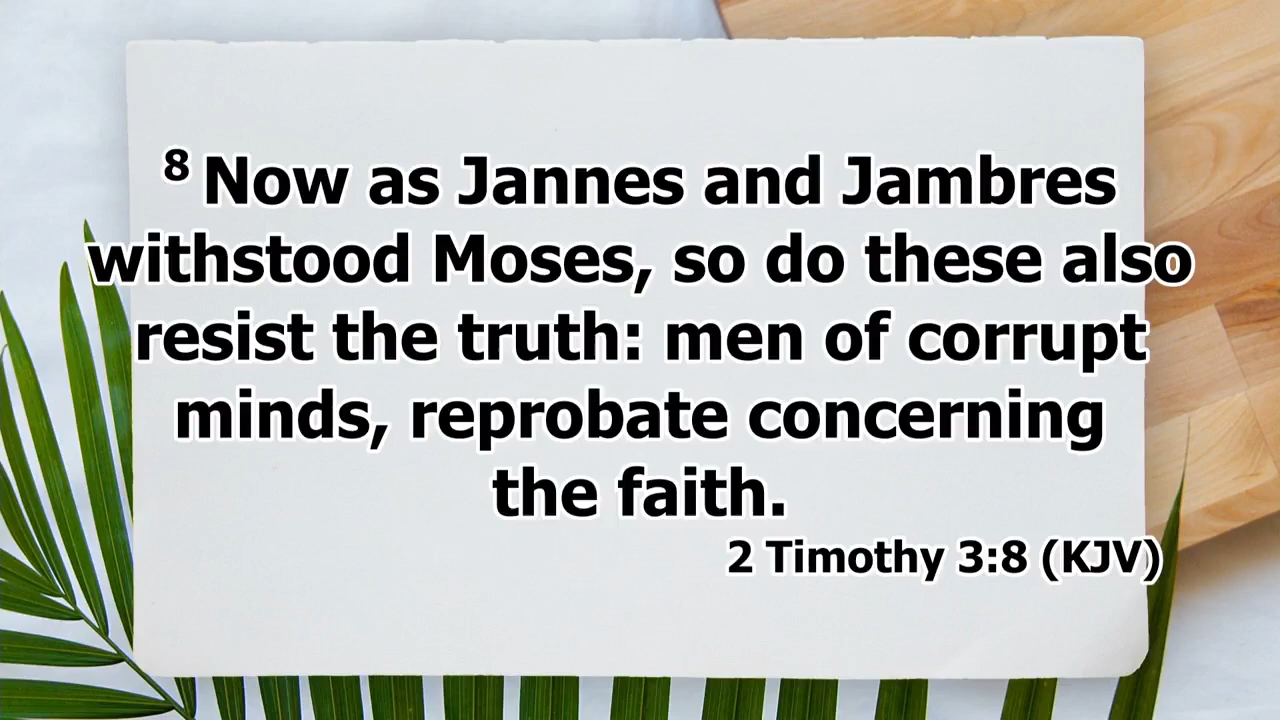 8 Now as Jannes and Jambres
withstood Moses, so do these also
resist the truth: men of corrupt
minds, reprobate concerning
the faith.
2 Timothy 3:8 (KJV)